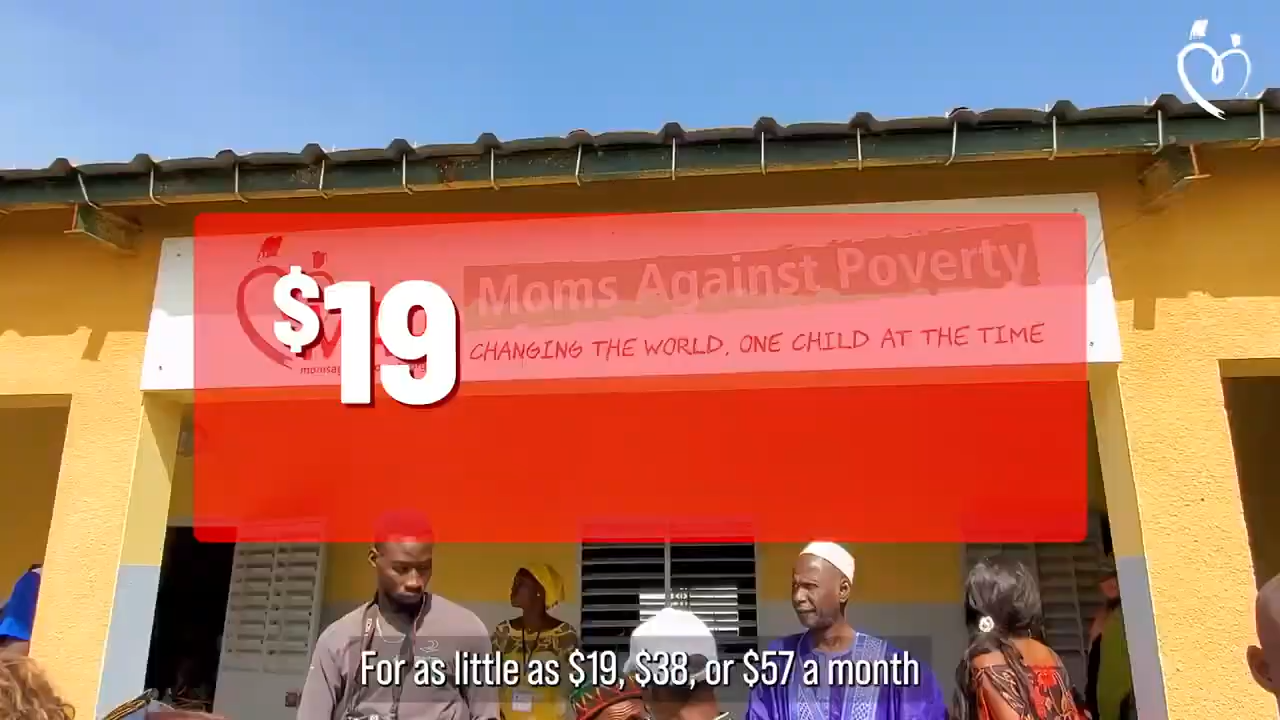 Moms Against Poverty
$19
CHANGING THE WORLD, ONE CHILD AT THE TIME
For as little as $19, $38, or $57 a month